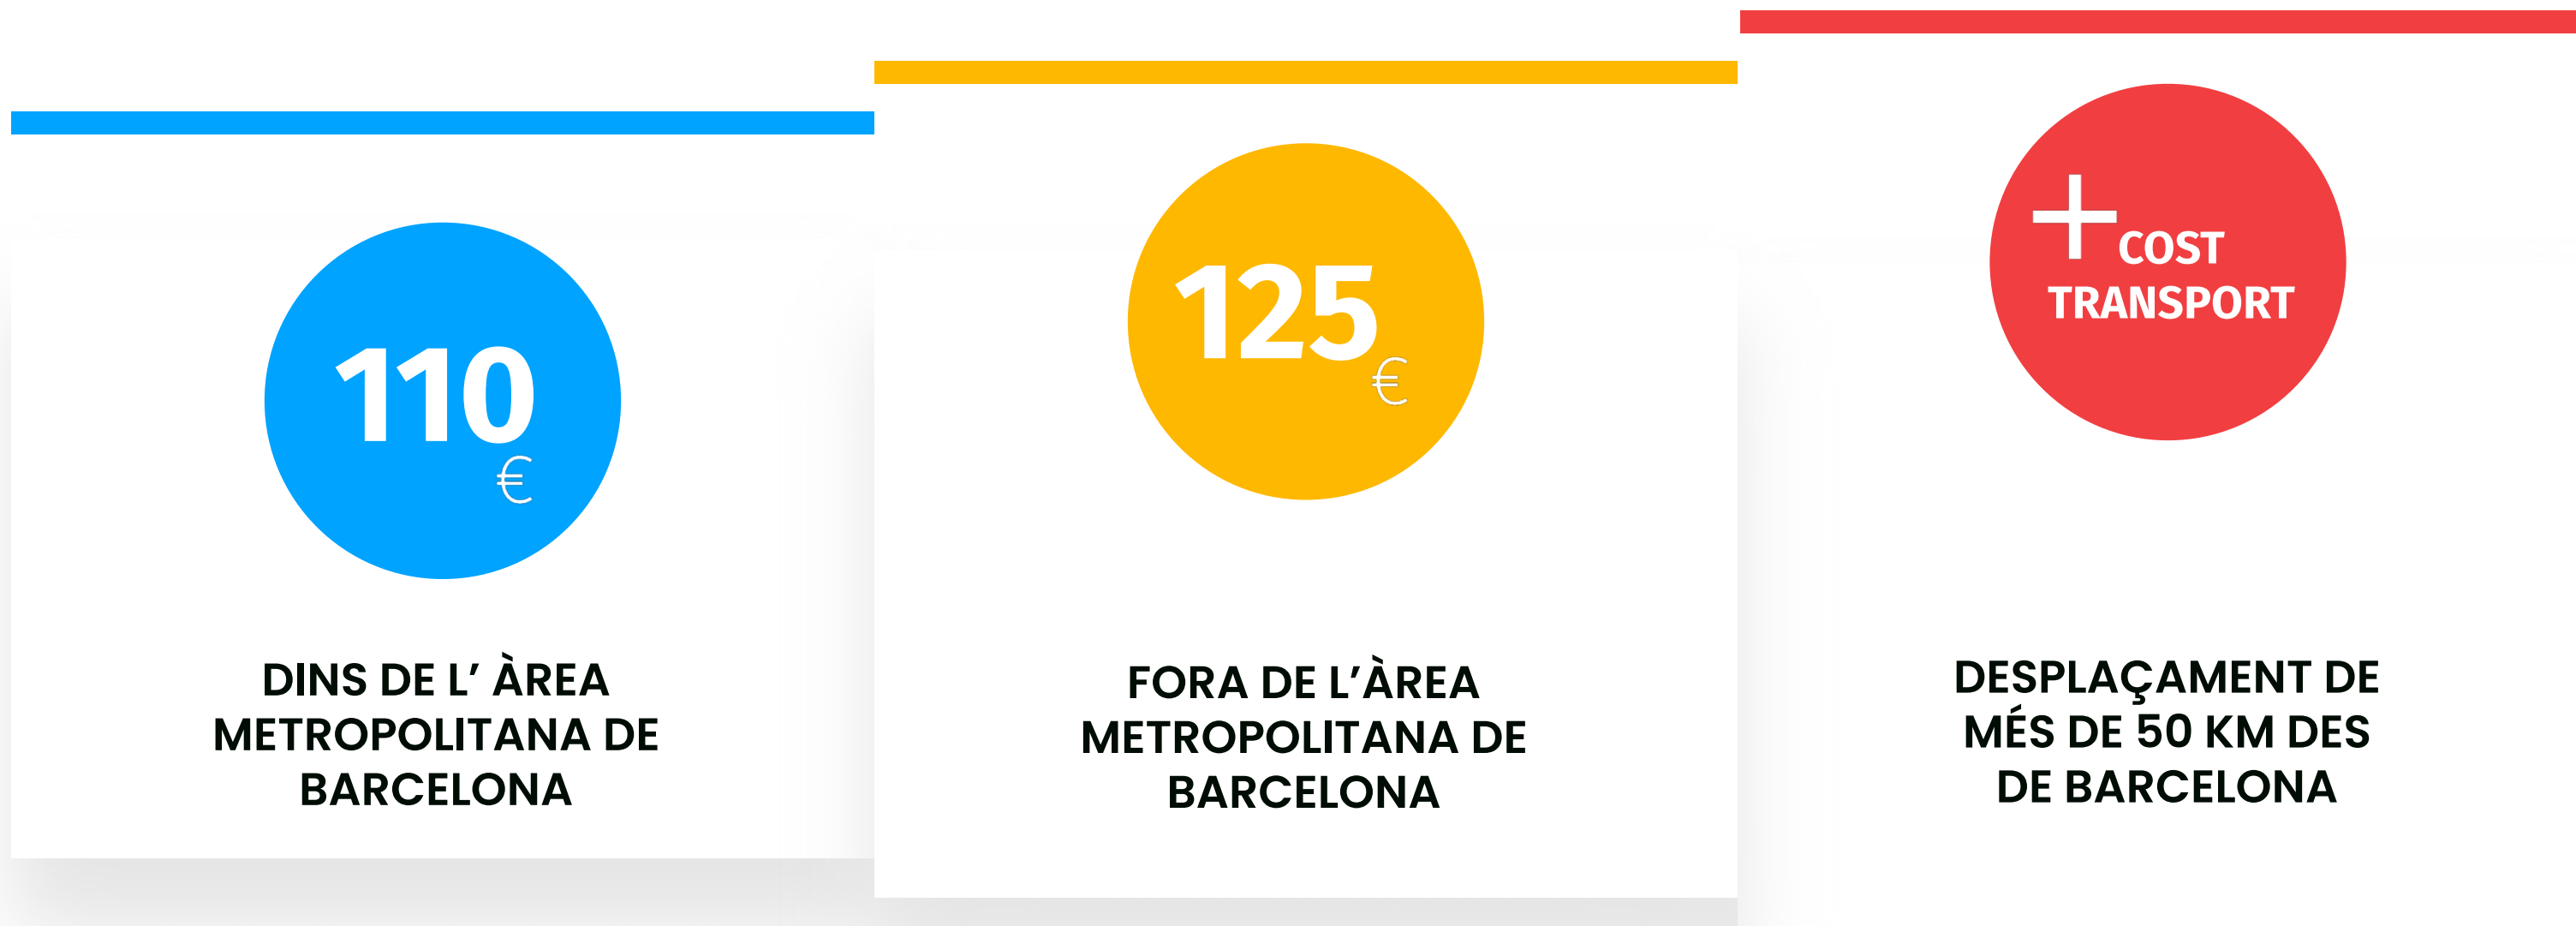 110
€
DINS DE L’ ÀREA
METROPOLITANA DE
BARCELONA
125
€
FORA DE L’ÀREA
METROPOLITANA DE
BARCELONA
+ COST
TRANSPORT
DESPLAÇAMENT DE
MÉS DE 50 KM DES
DE BARCELONA